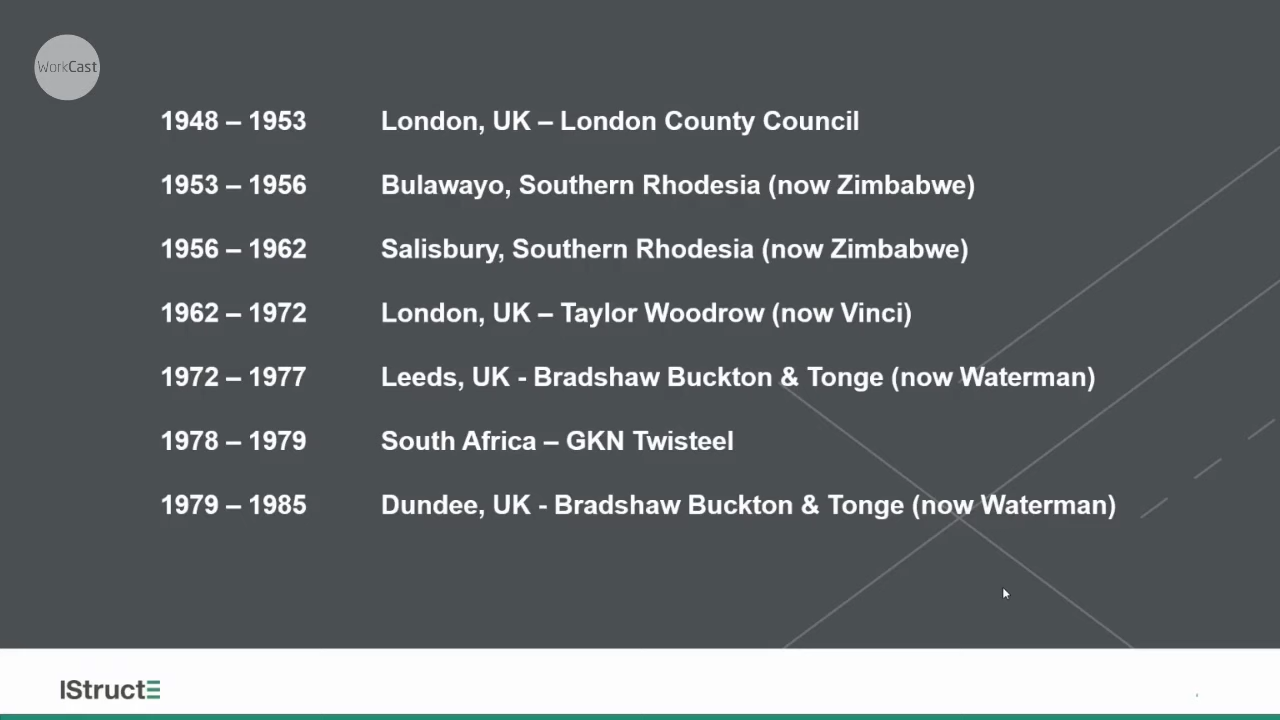 WorkCast
1948 – 1953 London, UK – London County Council
1953 – 1956 Bulawayo, Southern Rhodesia (now Zimbabwe)
1956 – 1962 Salisbury, Southern Rhodesia (now Zimbabwe)
1962 – 1972 London, UK – Taylor Woodrow (now Vinci)
1972 – 1977 Leeds, UK - Bradshaw Buckton & Tonge (now Waterman)
1978 – 1979 South Africa – GKN Twisteel
1979 – 1985 Dundee, UK - Bradshaw Buckton & Tonge (now Waterman)
IStructE